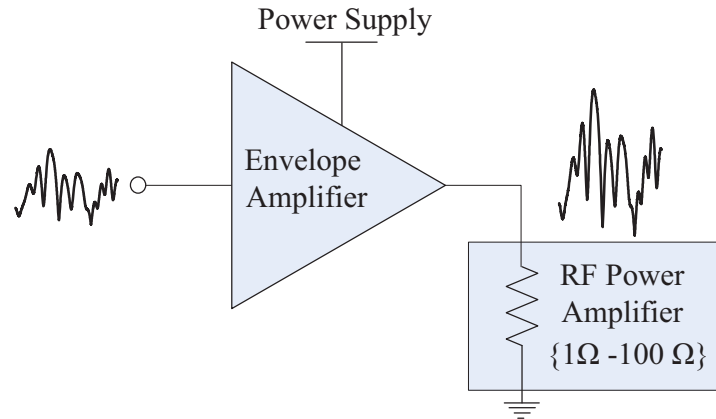 Power Supply
Envelope
Amplifier
RF Power
Amplifier
{1Ω -100 Ω}